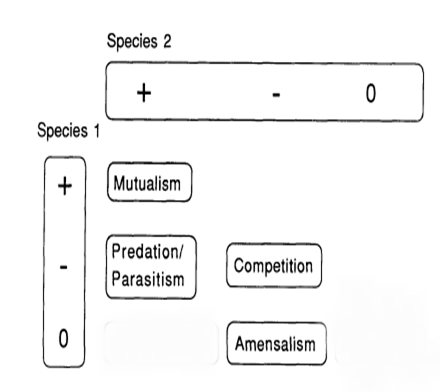 Species 2
+ - 0
Species 1
+ Mutualism
Predation/
- Competition
Parasitism
0 Amensalism